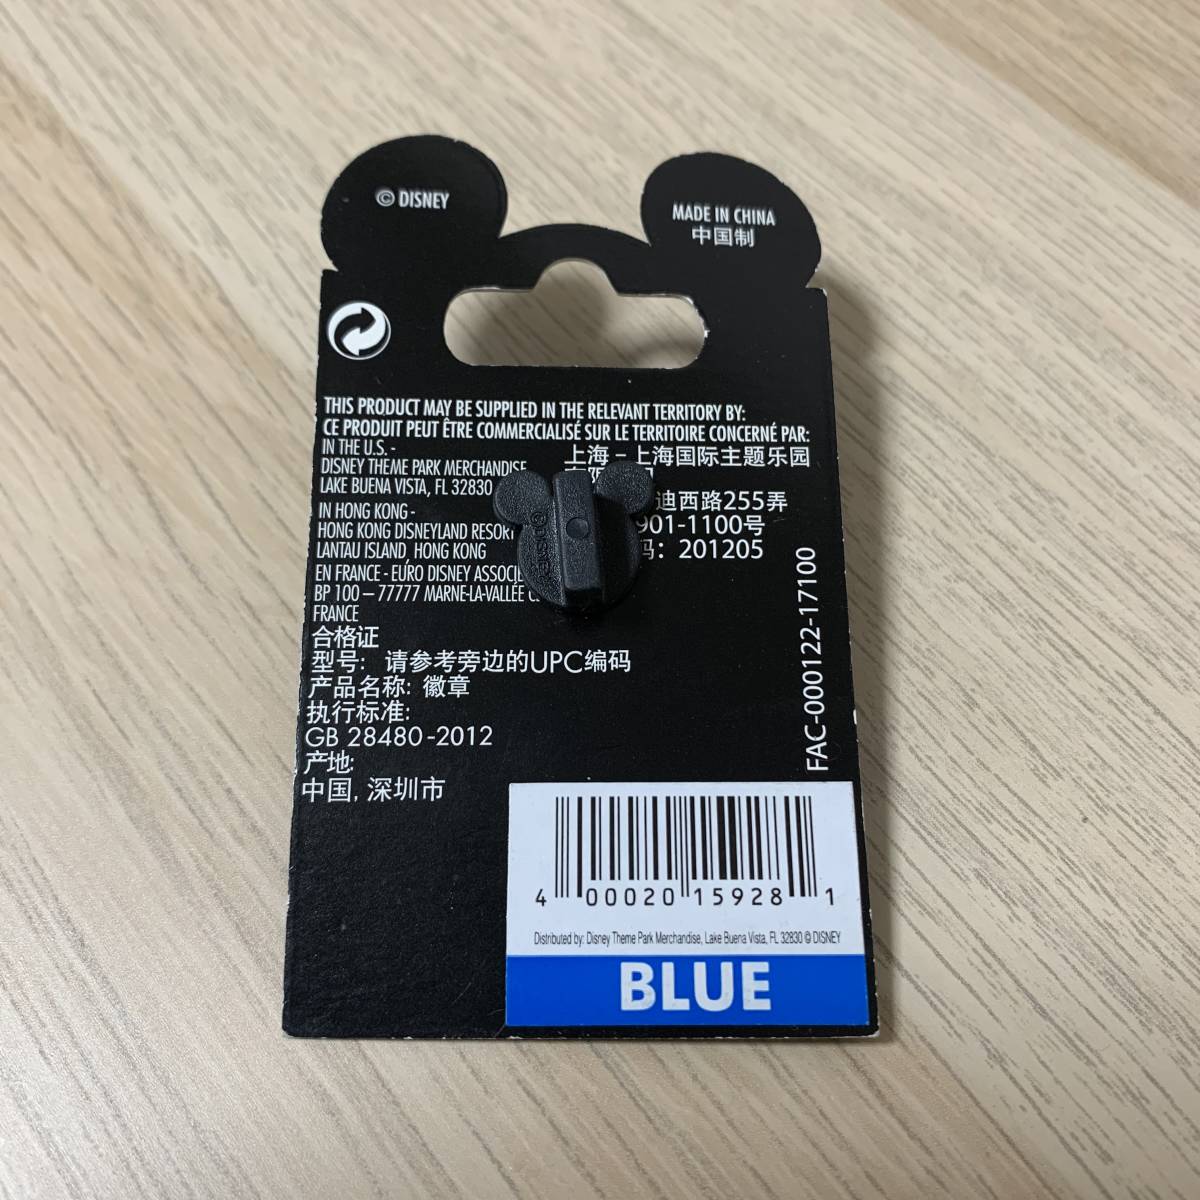 © DISNEY
MADE IN CHINA
中国制
THIS PRODUCT MAY BE SUPPLIED IN THE RELEVANT TERRITORY BY:
CE PRODUIT PEUT ÊTRE COMMERCIALISÉ SUR LE TERRITOIRE CONCERNÉ PAR:
IN THE U.S. -
DISNEY THEME PARK MERCHANDISE
LAKE BUENA VISTA, FL 32830
IN HONG KONG -
HONG KONG DISNEYLAND RESORT
LANTAU ISLAND, HONG KONG
EN FRANCE - EURO DISNEY
BP 100 – 77777 MARNE-LA-VALLÉE
FRANCE
上海 – 上海国际主题乐园
迪西路255弄
901-1100号
: 201205
合格证
型号: 请参考旁边的UPC编码
产品名称: 徽章
执行标准:
GB 28480-2012
产地:
中国, 深圳市
FAC-000122-17100
4 00020 15928 1
Distributed by: Disney Theme Park Merchandise, Lake Buena Vista, FL 32830 © DISNEY
BLUE